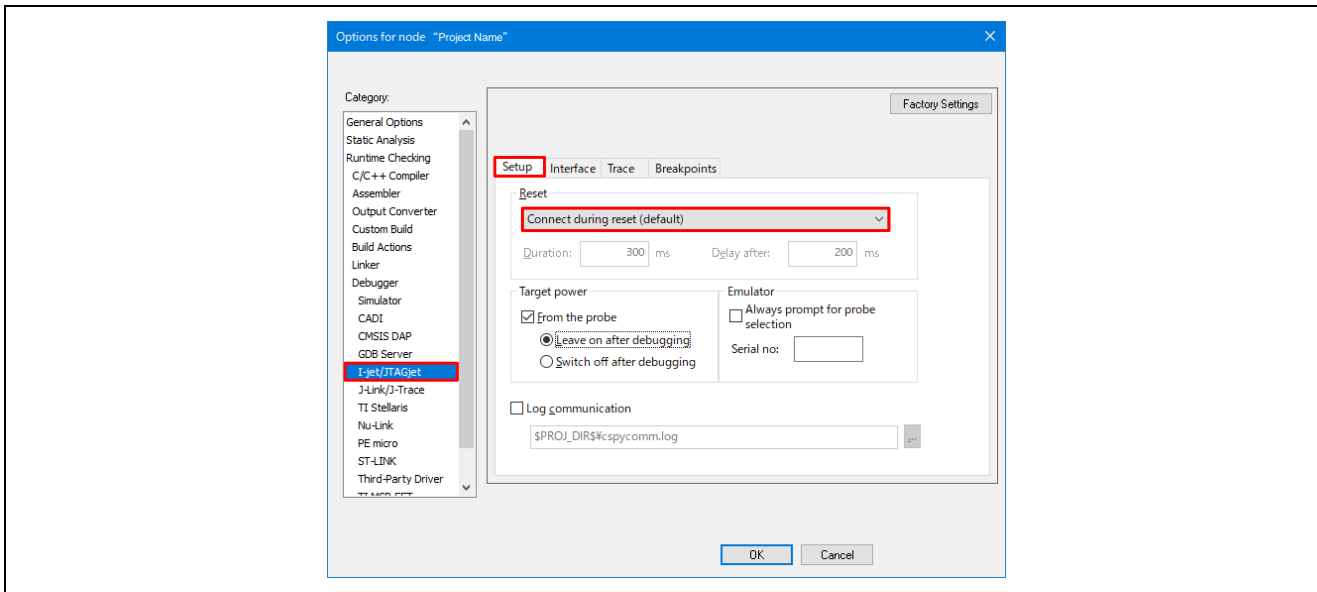 Options for node “Project Name”
Category:
Factory Settings
General Options
Static Analysis
Runtime Checking
C/C++ Compiler
Assembler
Output Converter
Custom Build
Build Actions
Linker
Debugger
Simulator
CADI
CMSIS DAP
GDB Server
I-jet/JTAGjet
J-Link/J-Trace
TI Stellaris
Nu-Link
PE micro
ST-LINK
Third-Party Driver
TI MSP-FET
Setup Interface Trace Breakpoints
Reset
Connect during reset (default)
Duration: 300 ms Delay after: 200 ms
Target power
From the probe
Leave on after debugging
Switch off after debugging
Emulator
Always prompt for probe
selection
Serial no:
Log communication
$PROJ_DIR$¥cspycomm.log
...
OK Cancel